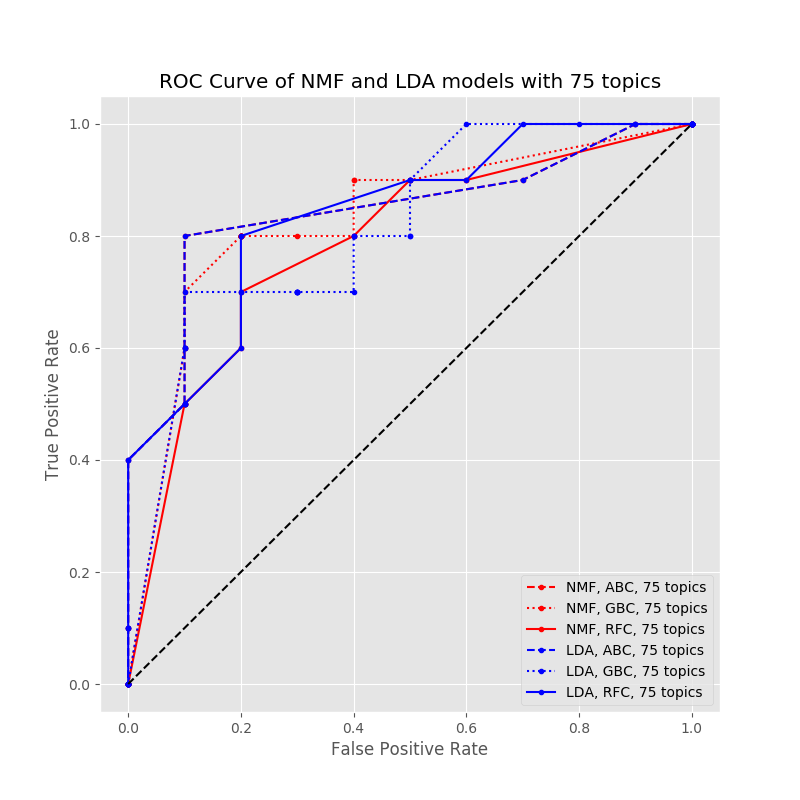 ROC Curve of NMF and LDA models with 75 topics
True Positive Rate
1.0
0.8
0.6
0.4
0.2
0.0
0.0 0.2 0.4 0.6 0.8 1.0
False Positive Rate
NMF, ABC, 75 topics
NMF, GBC, 75 topics
NMF, RFC, 75 topics
LDA, ABC, 75 topics
LDA, GBC, 75 topics
LDA, RFC, 75 topics